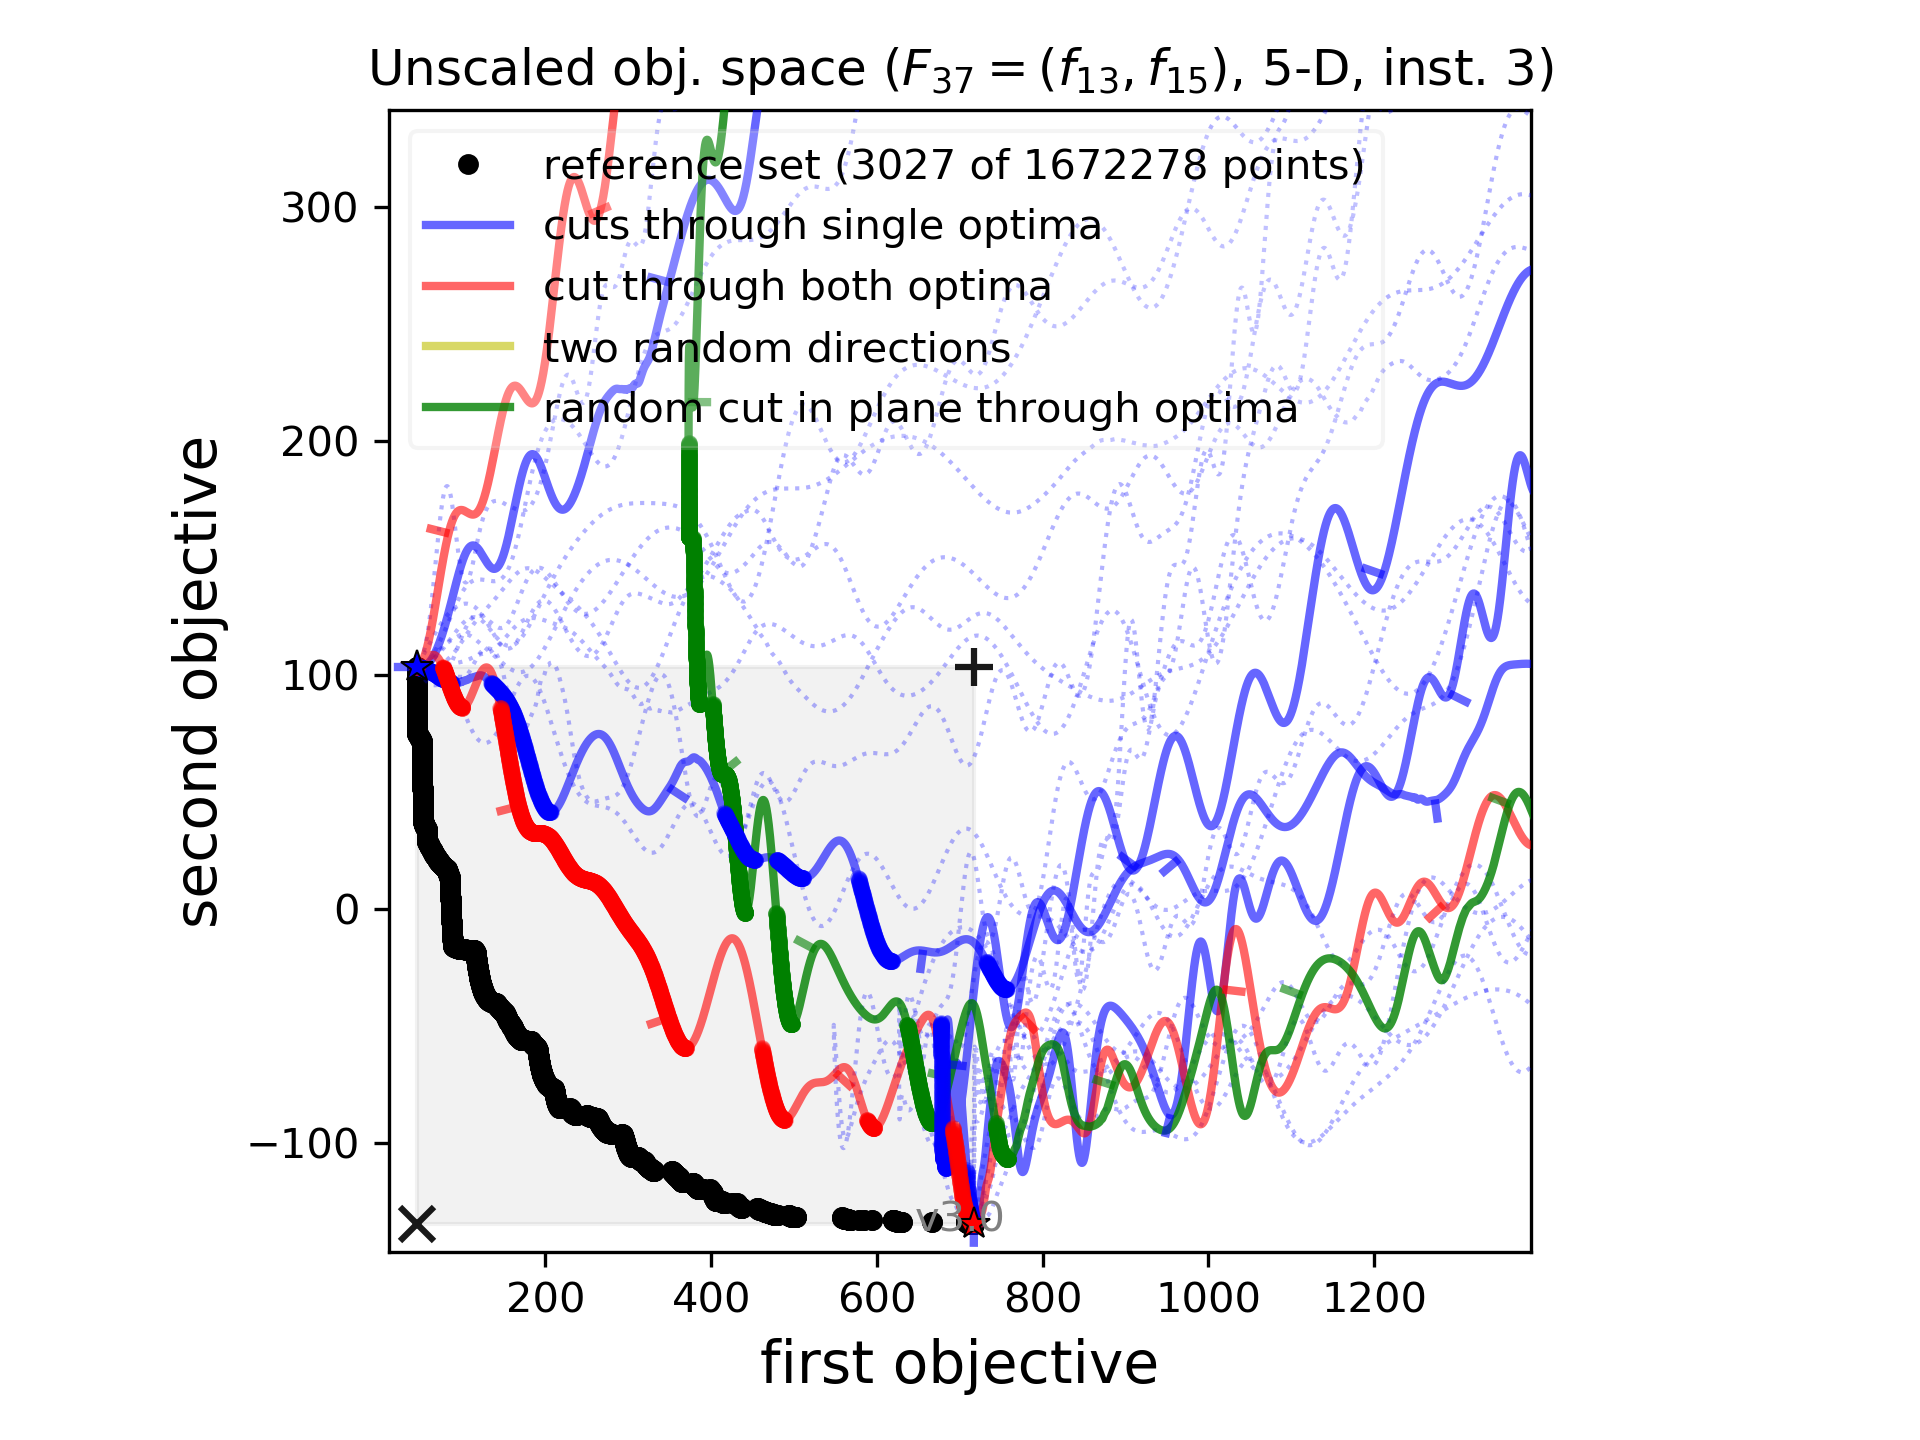 Unscaled obj. space (F₃₇ = (f₁₃, f₁₅), 5-D, inst. 3)
reference set (3027 of 1672278 points)
cuts through single optima
cut through both optima
two random directions
random cut in plane through optima
300
200
100
0
−100
second objective
v3.0
200 400 600 800 1000 1200
first objective